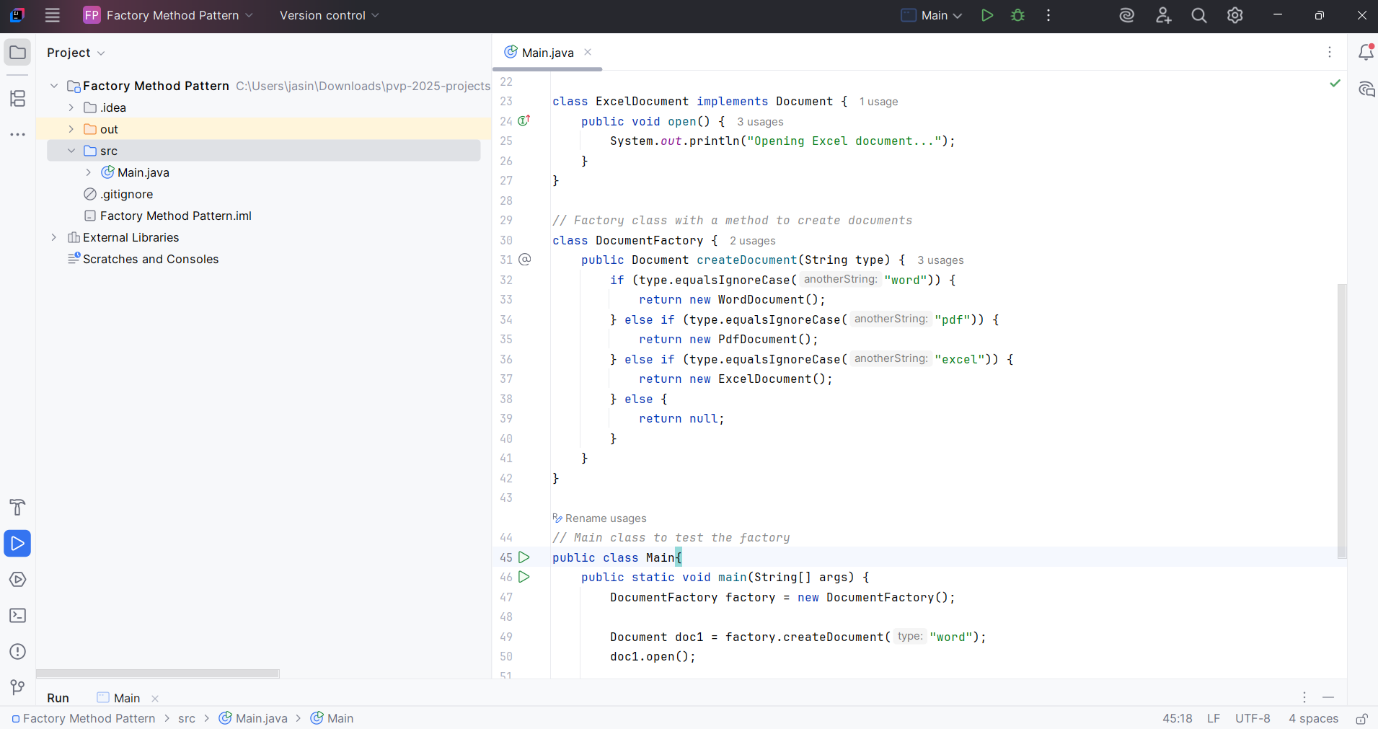 FP Factory Method Pattern Version control Main
Project
Main.java
Factory Method Pattern C:\Users\jasin\Downloads\pvp-2025-projects
.idea
out
src
Main.java
.gitignore
Factory Method Pattern.iml
External Libraries
Scratches and Consoles
22
23 class ExcelDocument implements Document { 1 usage
24 public void open() { 3 usages
25 System.out.println("Opening Excel document...");
26 }
27 }
28
29 // Factory class with a method to create documents
30 class DocumentFactory { 2 usages
31 @ public Document createDocument(String type) { 3 usages
32 if (type.equalsIgnoreCase( anotherString: "word")) {
33 return new WordDocument();
34 } else if (type.equalsIgnoreCase( anotherString: "pdf")) {
35 return new PdfDocument();
36 } else if (type.equalsIgnoreCase( anotherString: "excel")) {
37 return new ExcelDocument();
38 } else {
39 return null;
40 }
41 }
42 }
43
Rename usages
44 // Main class to test the factory
45 public class Main{
46 public static void main(String[] args) {
47 DocumentFactory factory = new DocumentFactory();
48
49 Document doc1 = factory.createDocument( type: "word");
50 doc1.open();
51
Run Main
Factory Method Pattern > src > Main.java > Main 45:18 LF UTF-8 4 spaces